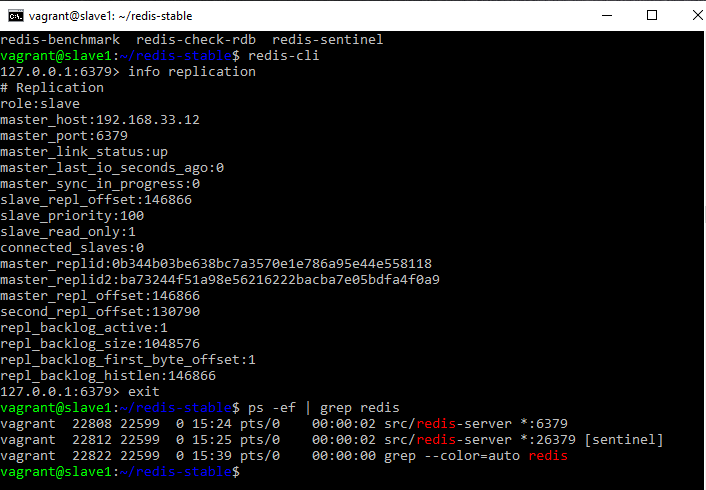 vagrant@slave1: ~/redis-stable
redis-benchmark  redis-check-rdb  redis-sentinel
vagrant@slave1:~/redis-stable$ redis-cli
127.0.0.1:6379> info replication
# Replication
role:slave
master_host:192.168.33.12
master_port:6379
master_link_status:up
master_last_io_seconds_ago:0
master_sync_in_progress:0
slave_repl_offset:146866
slave_priority:100
slave_read_only:1
connected_slaves:0
master_replid:0b344b03be638bc7a3570e1e786a95e44e558118
master_replid2:ba73244f51a98e56216222bacba7e05bdfa4f0a9
master_repl_offset:146866
second_repl_offset:130790
repl_backlog_active:1
repl_backlog_size:1048576
repl_backlog_first_byte_offset:1
repl_backlog_histlen:146866
127.0.0.1:6379> exit
vagrant@slave1:~/redis-stable$ ps -ef | grep redis
vagrant  22808 22599  0 15:24 pts/0    00:00:02 src/redis-server *:6379
vagrant  22812 22599  0 15:25 pts/0    00:00:02 src/redis-server *:26379 [sentinel]
vagrant  22822 22599  0 15:39 pts/0    00:00:00 grep --color=auto redis
vagrant@slave1:~/redis-stable$